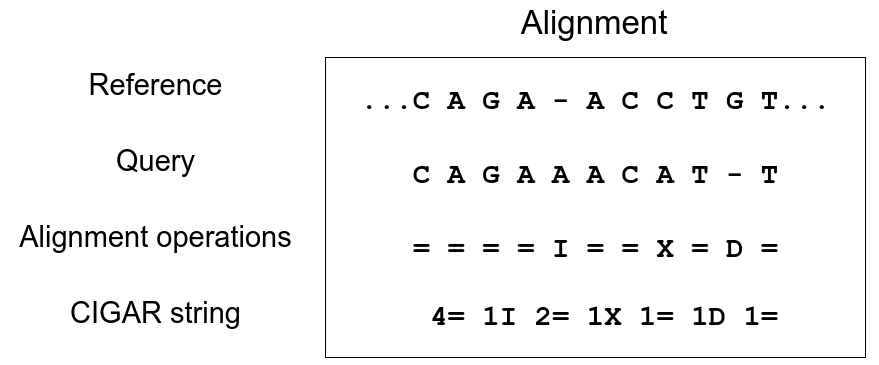 Alignment
Reference ...C A G A - A C C T G T...
Query C A G A A A C A T - T
Alignment operations = = = = I = = X = D =
CIGAR string 4= 1I 2= 1X 1= 1D 1=